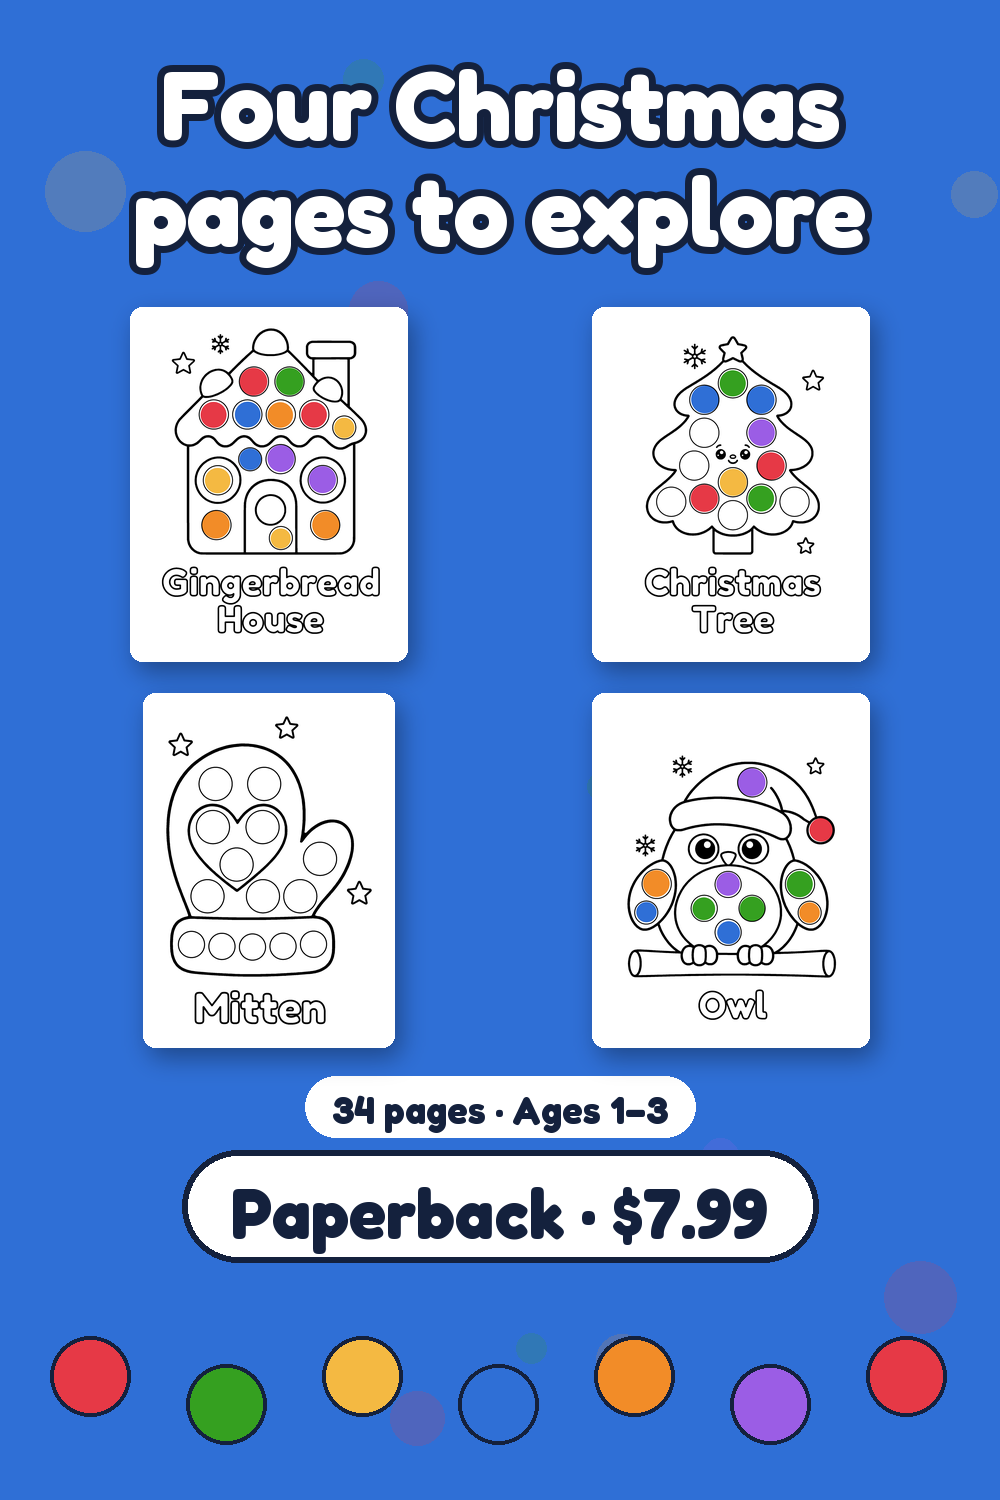 Four Christmas
pages to explore
Gingerbread
House
Christmas
Tree
Mitten
Owl
34 pages · Ages 1–3
Paperback · $7.99